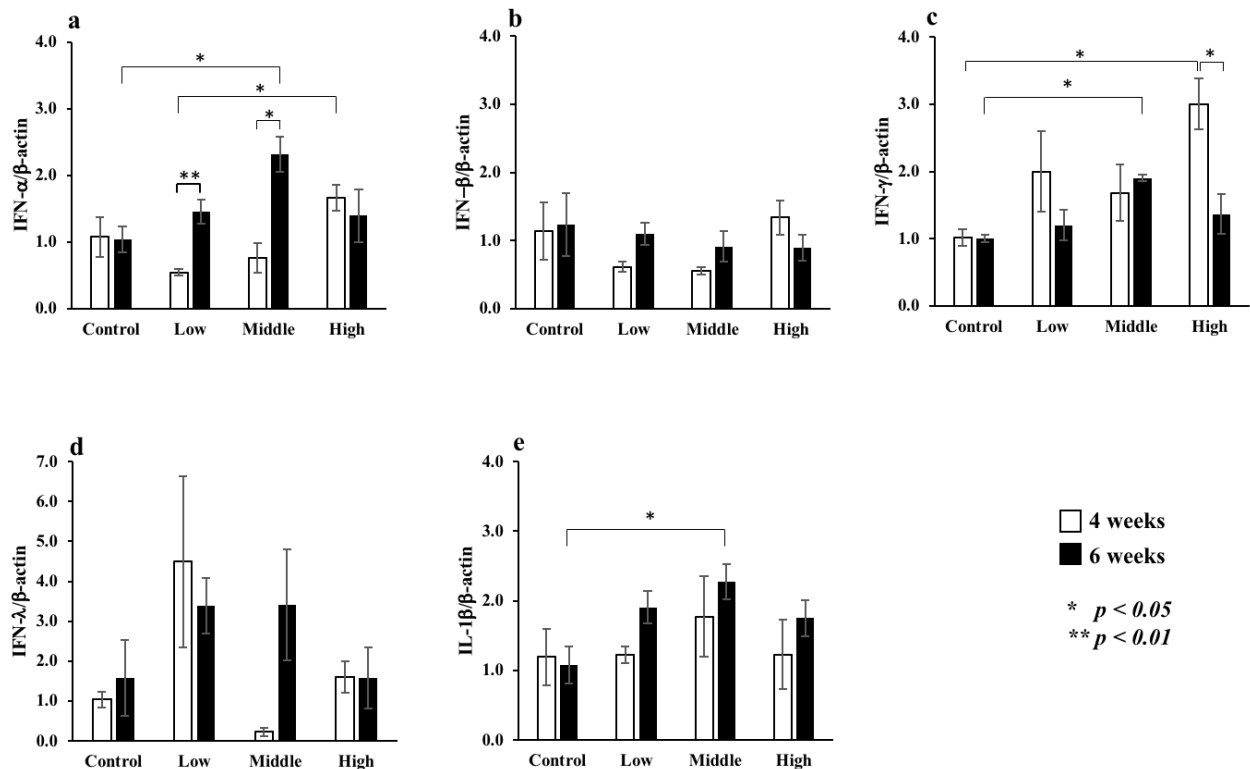 a
4.0
3.0
2.0
1.0
0.0
IFN-α/β-actin
*
*
*
**
Control Low Middle High
b
4.0
3.0
2.0
1.0
0.0
IFN-β/β-actin
Control Low Middle High
c
4.0
3.0
2.0
1.0
0.0
IFN-γ/β-actin
*
*
*
Control Low Middle High
d
7.0
6.0
5.0
4.0
3.0
2.0
1.0
0.0
IFN-λ/β-actin
Control Low Middle High
e
4.0
3.0
2.0
1.0
0.0
IL-1β/β-actin
*
Control Low Middle High
4 weeks
6 weeks
* p < 0.05
** p < 0.01